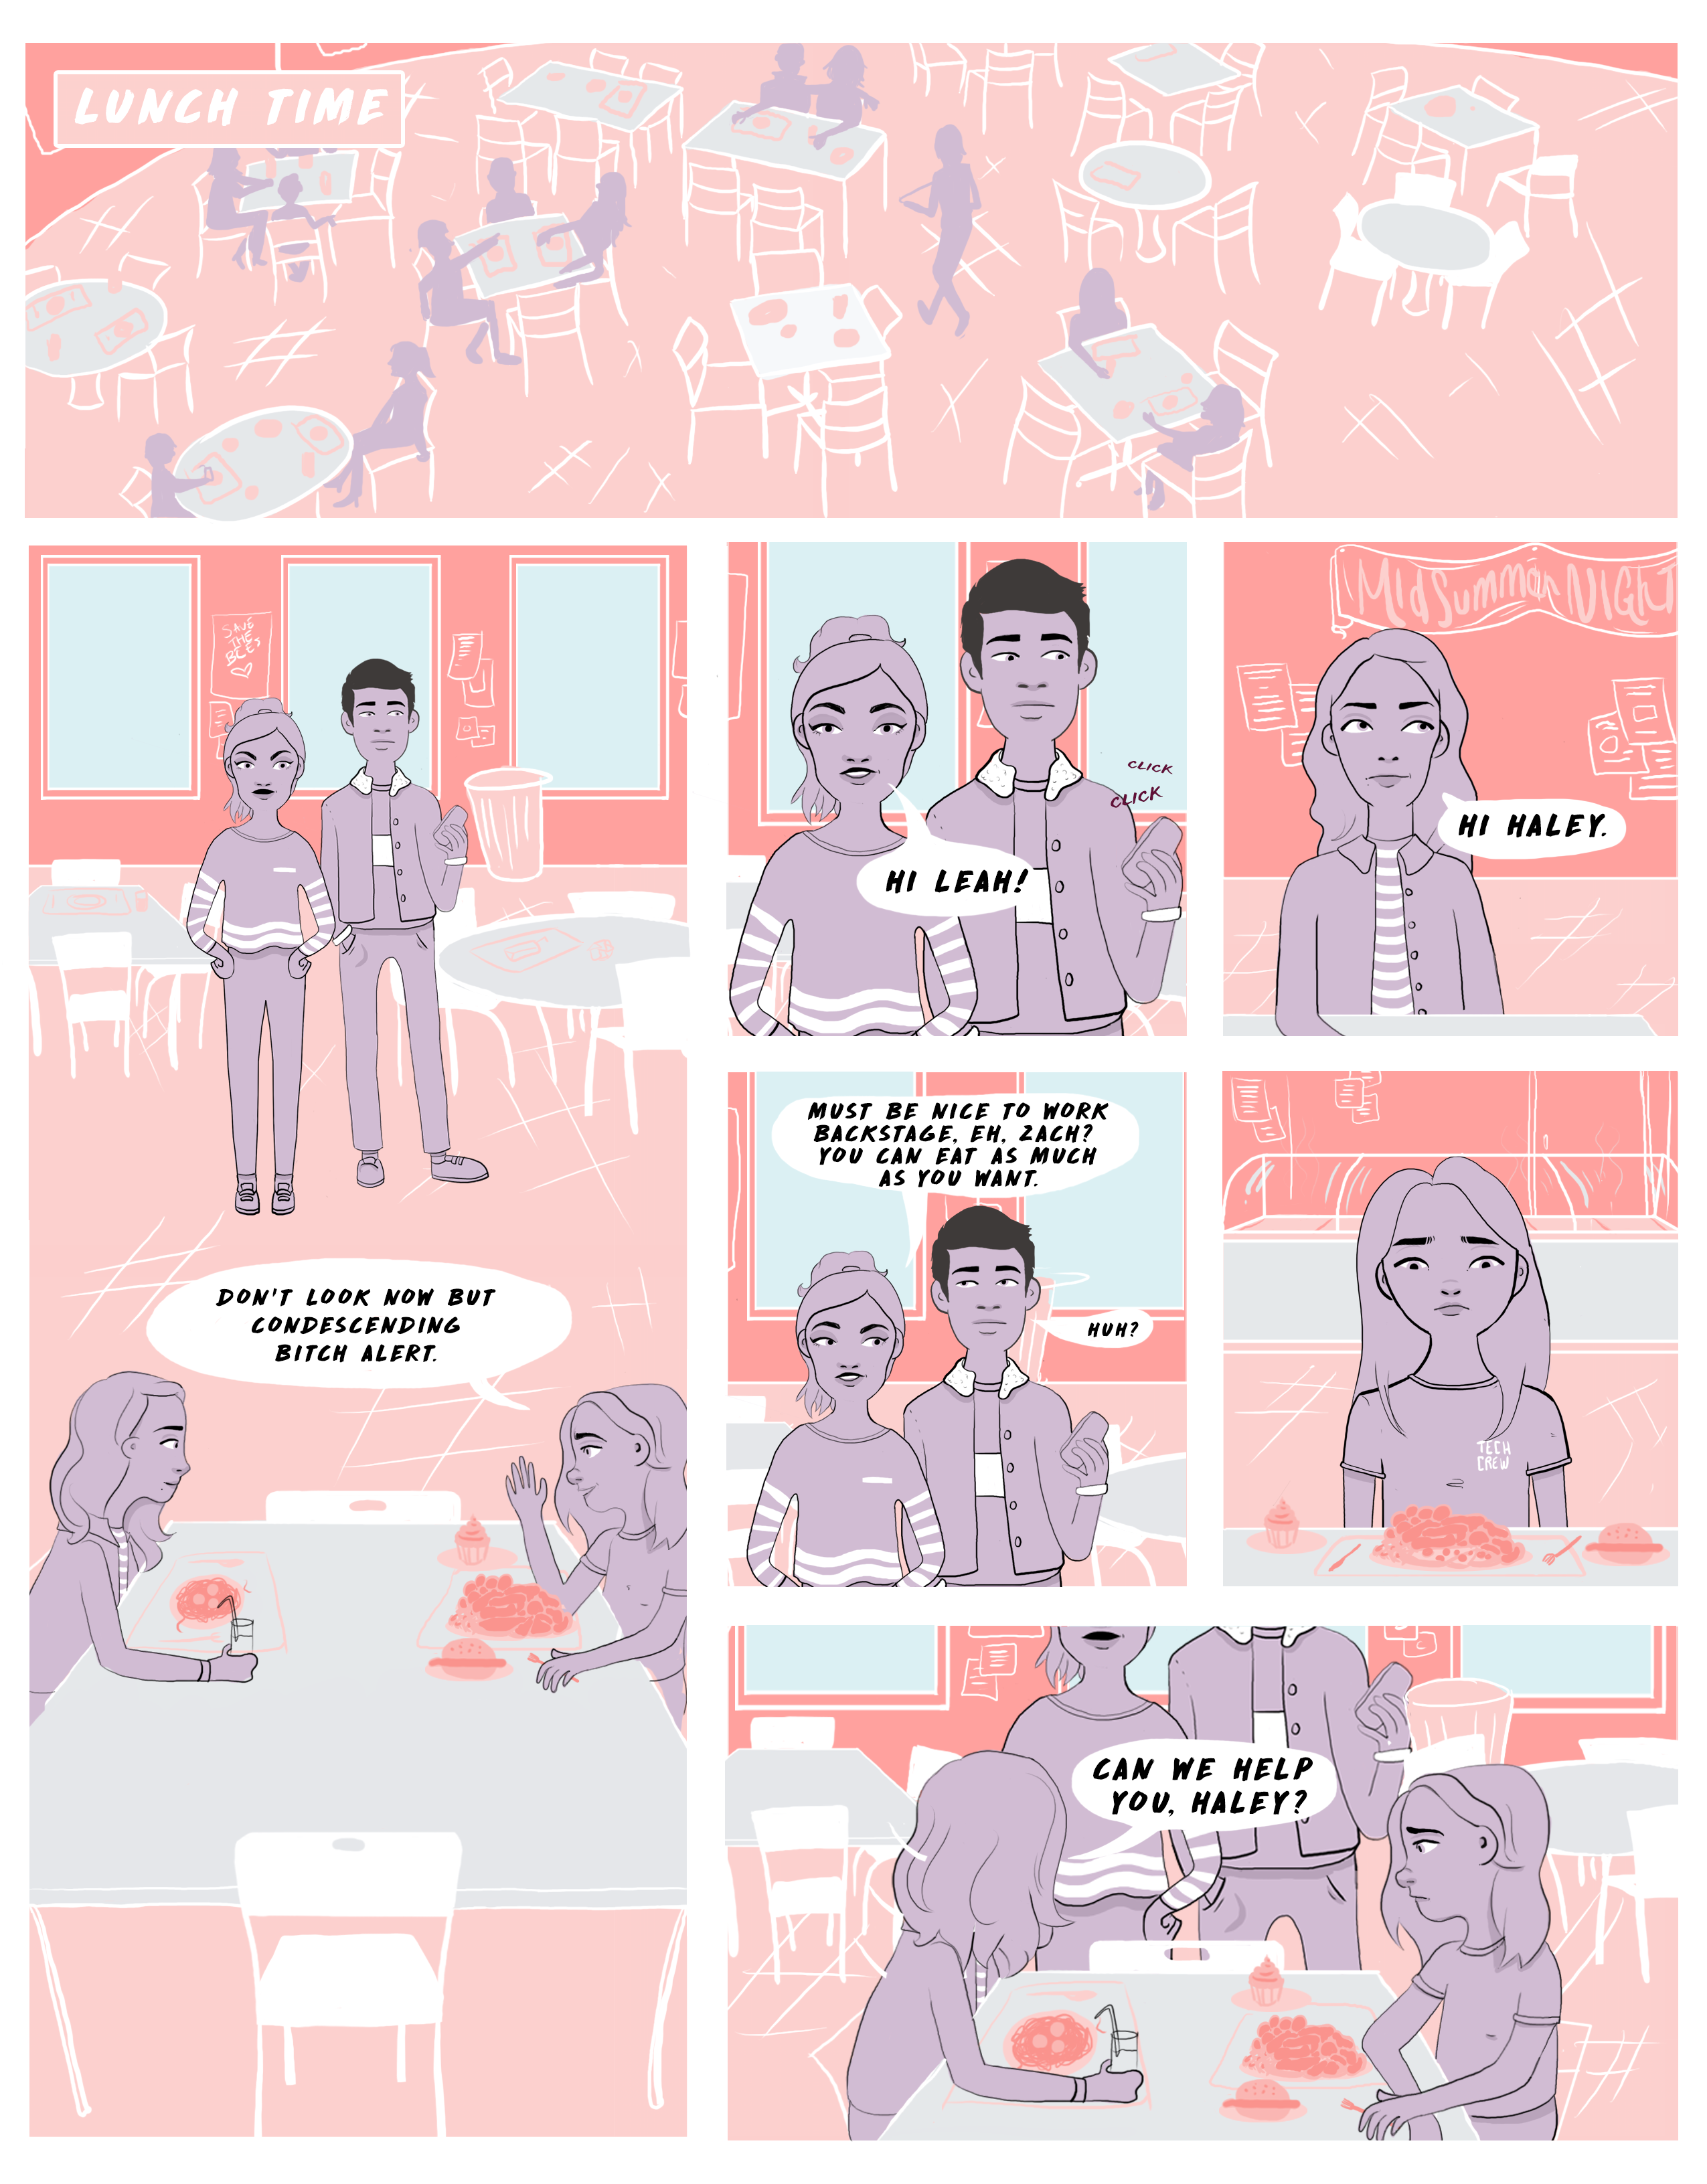 LUNCH TIME
SAVE
THE
BEES
DON'T LOOK NOW BUT
CONDESCENDING
BITCH ALERT.
HI LEAH!
CLICK
CLICK
MIdSummer NIGhT
HI HALEY.
MUST BE NICE TO WORK
BACKSTAGE, EH, ZACH?
YOU CAN EAT AS MUCH
AS YOU WANT.
HUH?
TECH
CREW
CAN WE HELP
YOU, HALEY?